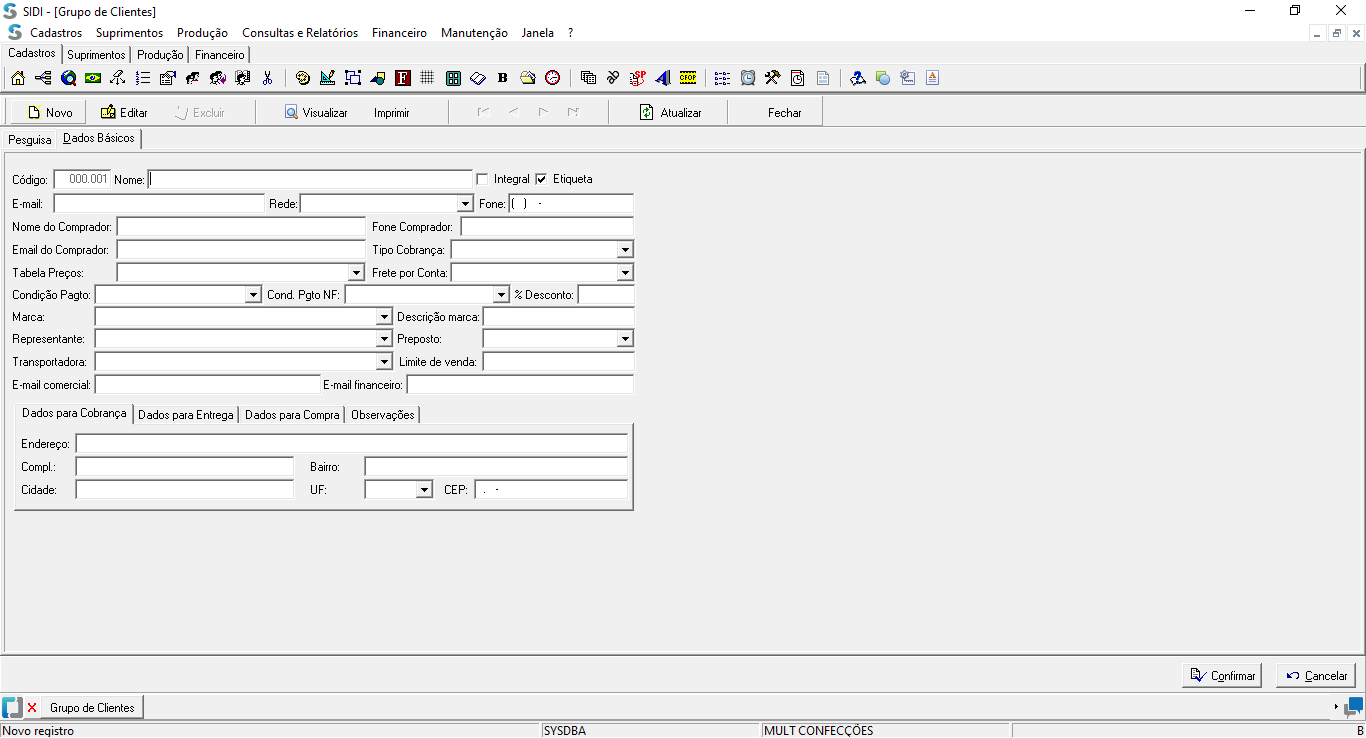 SIDI - [Grupo de Clientes]
Cadastros Suprimentos Produção Consultas e Relatórios Financeiro Manutenção Janela ?
Cadastros Suprimentos Produção Financeiro
F B SP CFOP A
Novo Editar Excluir Visualizar Imprimir Atualizar Fechar
Pesquisa Dados Básicos
Código: 000.001 Nome: Integral Etiqueta
E-mail: Rede: Fone: ( ) -
Nome do Comprador: Fone Comprador:
Email do Comprador: Tipo Cobrança:
Tabela Preços: Frete por Conta:
Condição Pagto: Cond. Pgto NF: % Desconto:
Marca: Descrição marca:
Representante: Preposto:
Transportadora: Limite de venda:
E-mail comercial: E-mail financeiro:
Dados para Cobrança Dados para Entrega Dados para Compra Observações
Endereço:
Compl.: Bairro:
Cidade: UF: CEP: . -
Confirmar Cancelar
Grupo de Clientes
Novo registro SYSDBA MULT CONFECÇÕES B